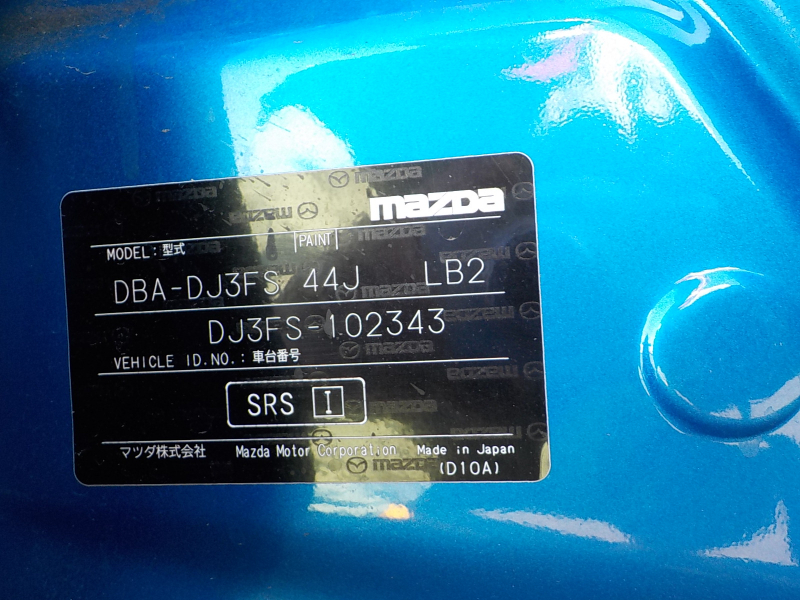 mazda
MODEL：型式 PAINT
DBA-DJ3FS 44J LB2
DJ3FS-102343
VEHICLE ID.NO.：車台番号
SRS I
マツダ株式会社 Mazda Motor Corporation Made in Japan
(D10A)